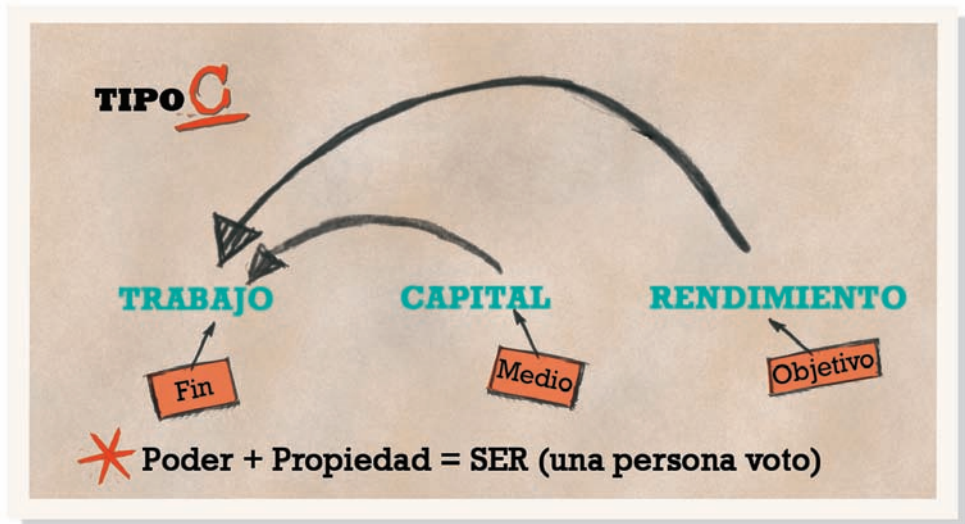 TIPO C
TRABAJO CAPITAL RENDIMIENTO
Fin Medio Objetivo
Poder + Propiedad = SER (una persona voto)